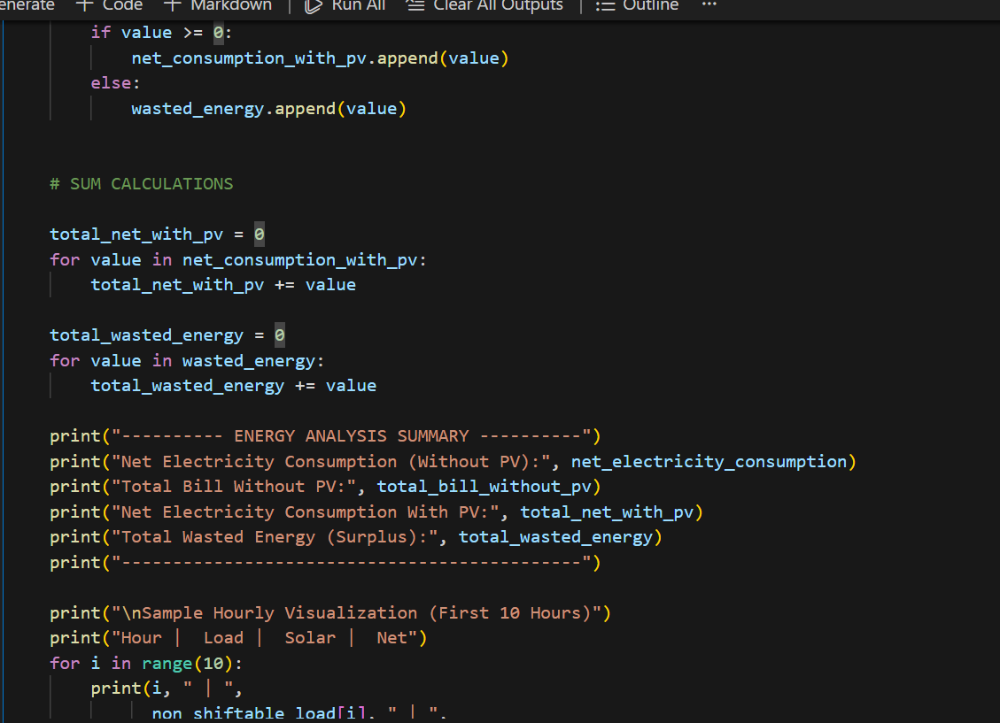 enerate + Code + Markdown | Run All Clear All Outputs | Outline ...
if value >= 0:
net_consumption_with_pv.append(value)
else:
wasted_energy.append(value)
# SUM CALCULATIONS
total_net_with_pv = 0
for value in net_consumption_with_pv:
total_net_with_pv += value
total_wasted_energy = 0
for value in wasted_energy:
total_wasted_energy += value
print("---------- ENERGY ANALYSIS SUMMARY ----------")
print("Net Electricity Consumption (Without PV):", net_electricity_consumption)
print("Total Bill Without PV:", total_bill_without_pv)
print("Net Electricity Consumption With PV:", total_net_with_pv)
print("Total Wasted Energy (Surplus):", total_wasted_energy)
print("---------------------------------------------")
print("\nSample Hourly Visualization (First 10 Hours)")
print("Hour |  Load |  Solar |  Net")
for i in range(10):
print(i, " | ",
non_shiftable_load[i], " | ",